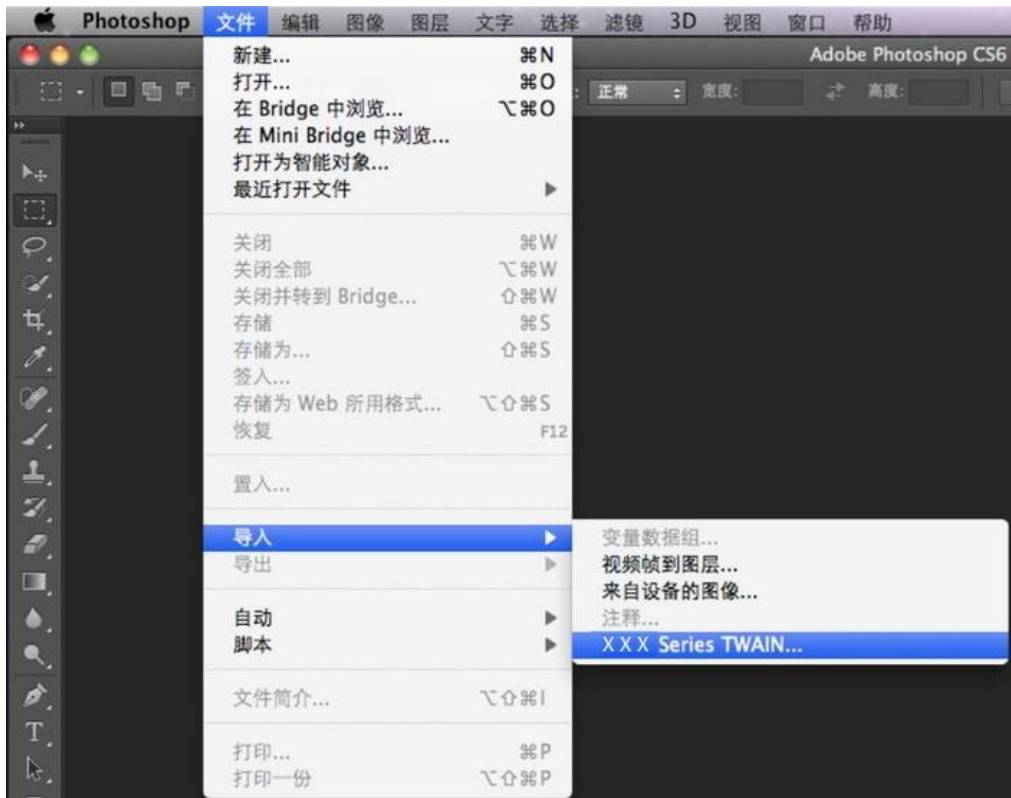 Photoshop 文件 编辑 图像 图层 文字 选择 滤镜 3D 视图 窗口 帮助
Adobe Photoshop CS6
: 正常 宽度: 高度:
新建... ⌘N
打开... ⌘O
在 Bridge 中浏览... ⌥⌘O
在 Mini Bridge 中浏览...
打开为智能对象...
最近打开文件 ▶
关闭 ⌘W
关闭全部 ⌥⌘W
关闭并转到 Bridge... ⇧⌘W
存储 ⌘S
存储为... ⇧⌘S
签入...
存储为 Web 所用格式... ⌥⇧⌘S
恢复 F12
置入...
导入 ▶
导出 ▶
自动 ▶
脚本 ▶
文件简介... ⌥⇧⌘I
打印... ⌘P
打印一份 ⌥⇧⌘P
变量数据组...
视频帧到图层...
来自设备的图像...
注释...
X X X Series TWAIN...